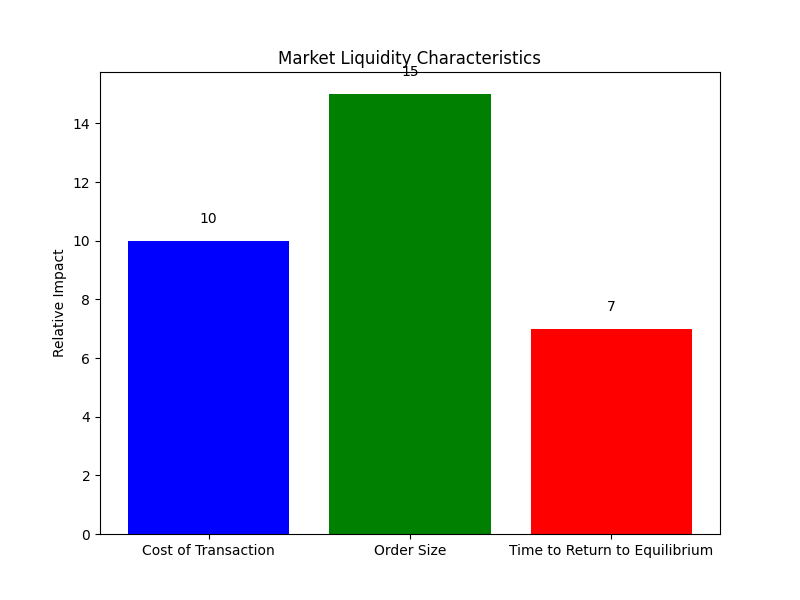 Market Liquidity Characteristics
15
14
12
10
10
8
7
6
4
2
0
Relative Impact
Cost of Transaction
Order Size
Time to Return to Equilibrium